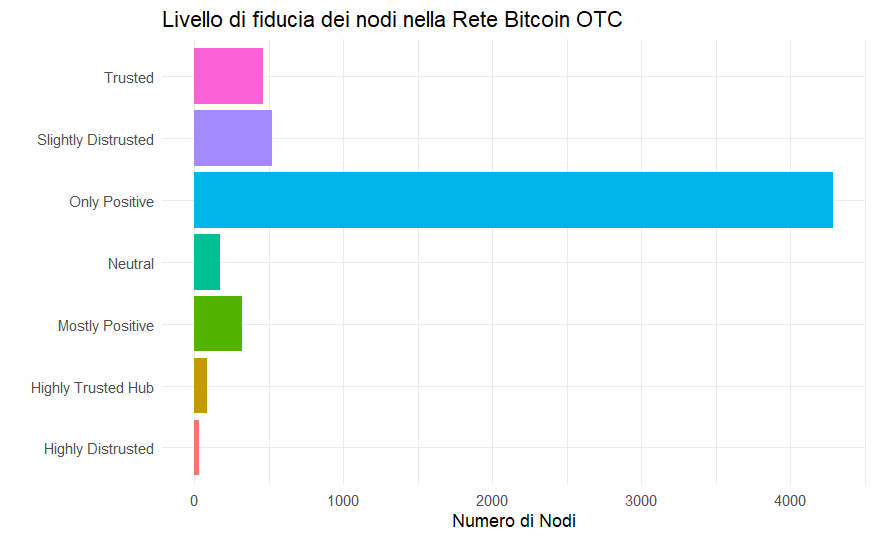 Livello di fiducia dei nodi nella Rete Bitcoin OTC
Trusted
Slightly Distrusted
Only Positive
Neutral
Mostly Positive
Highly Trusted Hub
Highly Distrusted
0 1000 2000 3000 4000
Numero di Nodi